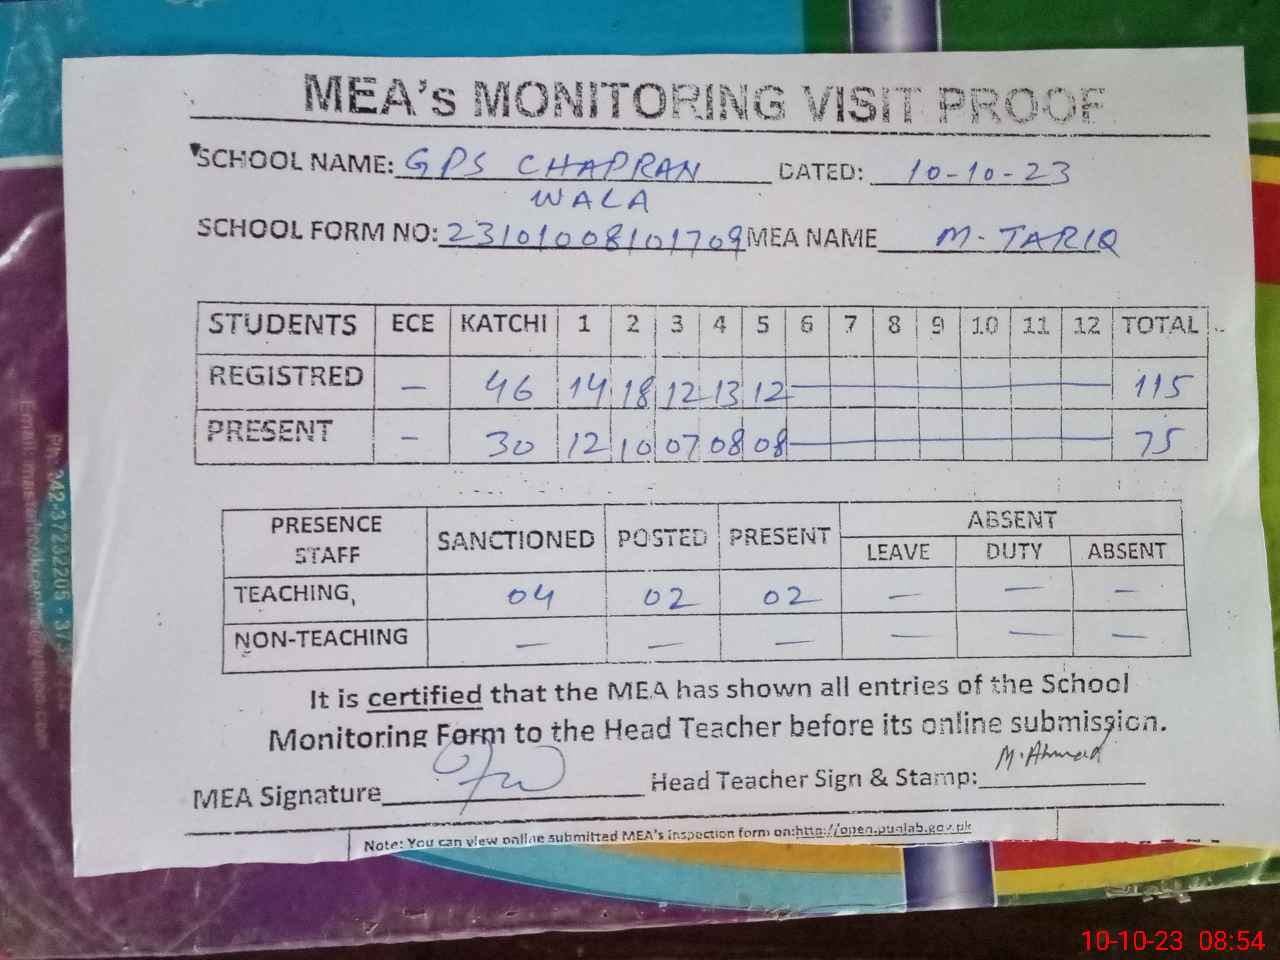 MEA's MONITORING VISIT PROOF
SCHOOL NAME: GPS CHAPRAN DATED: 10-10-23
WALA
SCHOOL FORM NO: 23101008101709 MEA NAME M. TARIQ
STUDENTS ECE KATCHI 1 2 3 4 5 6 7 8 9 10 11 12 TOTAL
REGISTRED - 46 14 18 12 13 12 115
PRESENT - 30 12 10 07 08 08 75
PRESENCE STAFF SANCTIONED POSTED PRESENT ABSENT
LEAVE DUTY ABSENT
TEACHING, 04 02 02 - - -
NON-TEACHING - - - - - -
It is certified that the MEA has shown all entries of the School
Monitoring Form to the Head Teacher before its online submission.
MEA Signature Head Teacher Sign & Stamp: M. Ahmad
Note: You can view online submitted MEA's inspection form on:http://open.punjab.gov.pk
10-10-23 08:54